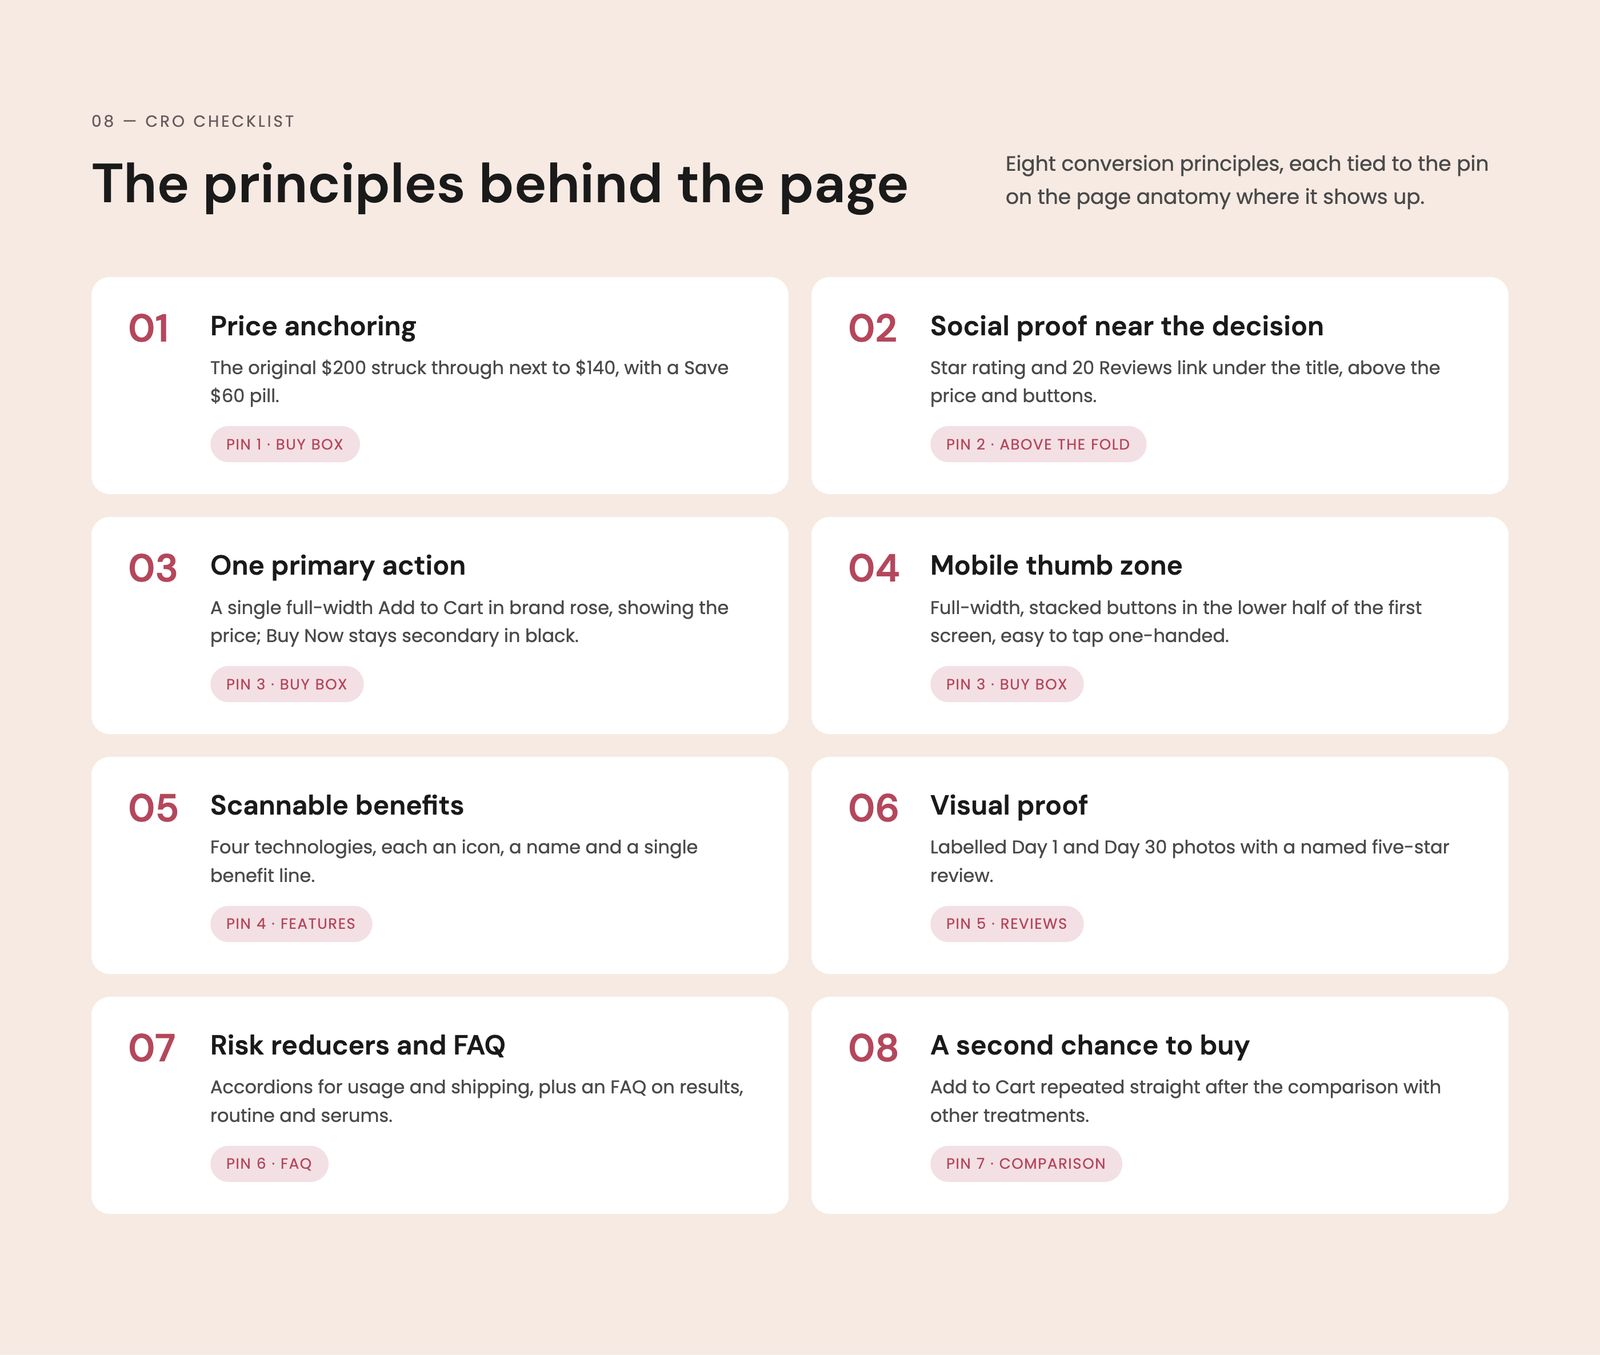 08 — CRO CHECKLIST
The principles behind the page
Eight conversion principles, each tied to the pin
on the page anatomy where it shows up.
01
Price anchoring
The original $200 struck through next to $140, with a Save
$60 pill.
PIN 1 · BUY BOX
02
Social proof near the decision
Star rating and 20 Reviews link under the title, above the
price and buttons.
PIN 2 · ABOVE THE FOLD
03
One primary action
A single full-width Add to Cart in brand rose, showing the
price; Buy Now stays secondary in black.
PIN 3 · BUY BOX
04
Mobile thumb zone
Full-width, stacked buttons in the lower half of the first
screen, easy to tap one-handed.
PIN 3 · BUY BOX
05
Scannable benefits
Four technologies, each an icon, a name and a single
benefit line.
PIN 4 · FEATURES
06
Visual proof
Labelled Day 1 and Day 30 photos with a named five-star
review.
PIN 5 · REVIEWS
07
Risk reducers and FAQ
Accordions for usage and shipping, plus an FAQ on results,
routine and serums.
PIN 6 · FAQ
08
A second chance to buy
Add to Cart repeated straight after the comparison with
other treatments.
PIN 7 · COMPARISON